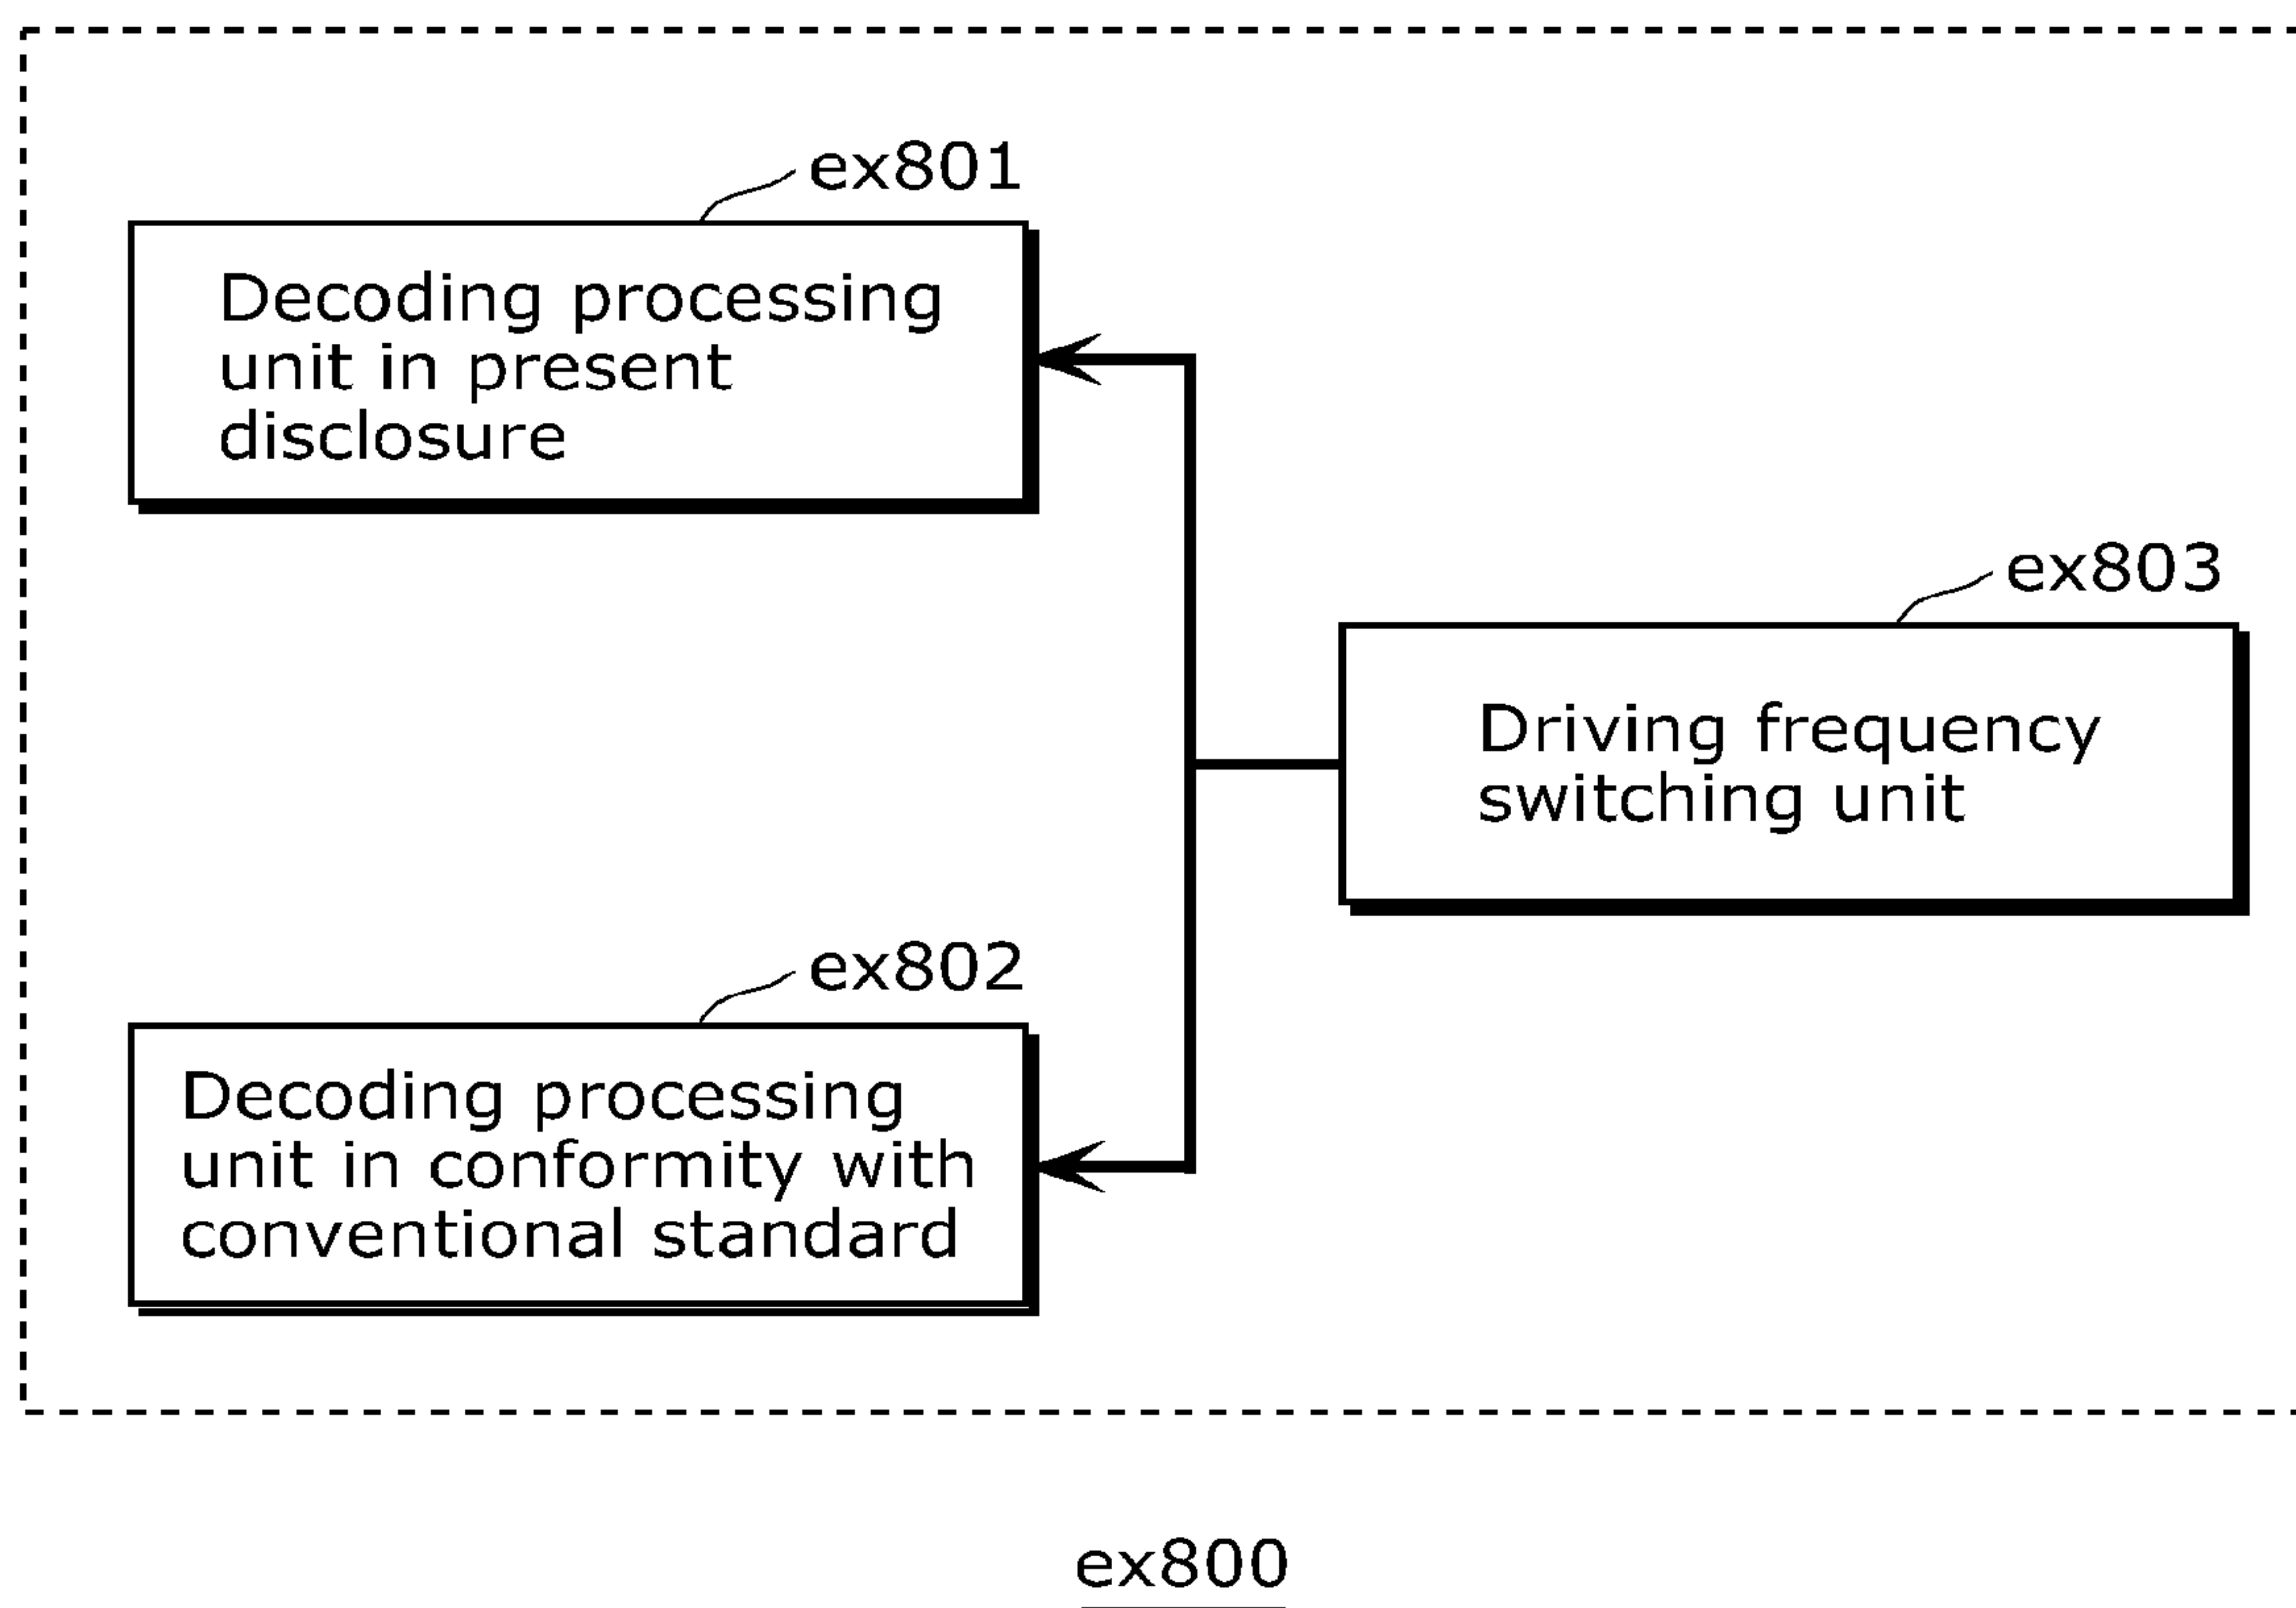 ex801
Decoding processing
unit in present
disclosure
ex803
Driving frequency
switching unit
ex802
Decoding processing
unit in conformity with
conventional standard
ex800